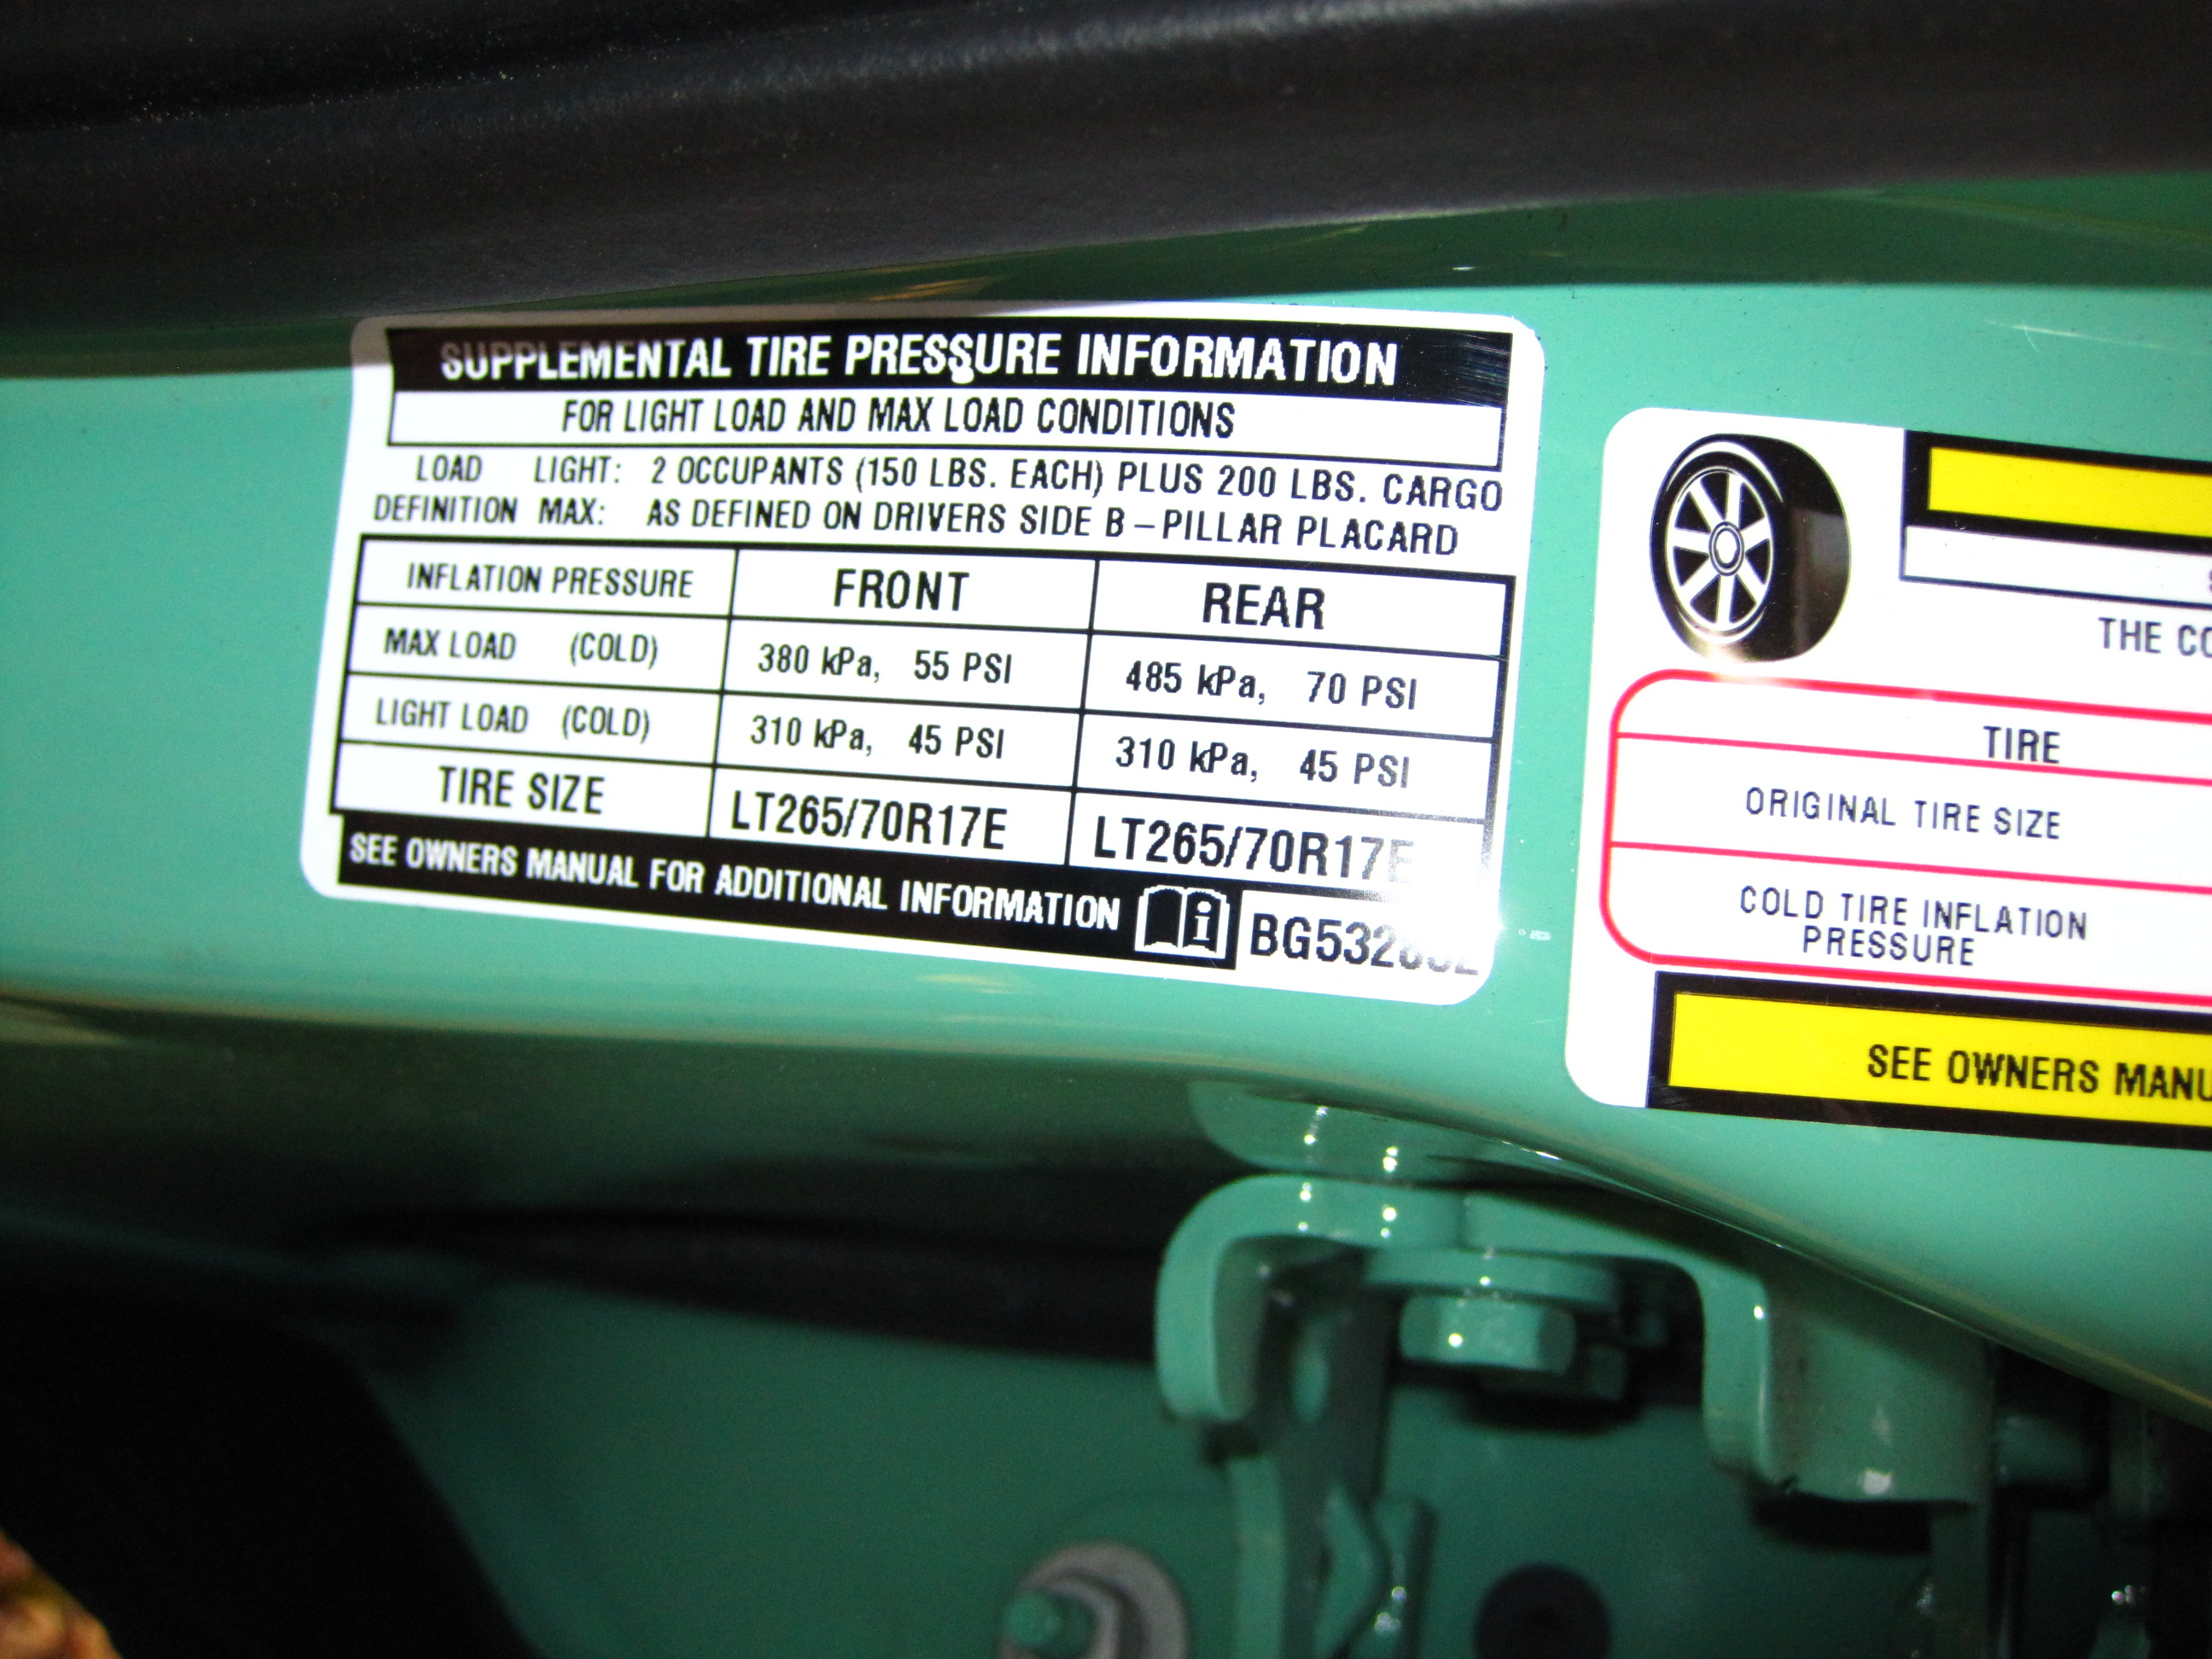 SUPPLEMENTAL TIRE PRESSURE INFORMATION
FOR LIGHT LOAD AND MAX LOAD CONDITIONS
LOAD LIGHT: 2 OCCUPANTS (150 LBS. EACH) PLUS 200 LBS. CARGO
DEFINITION MAX: AS DEFINED ON DRIVERS SIDE B-PILLAR PLACARD
INFLATION PRESSURE FRONT REAR
MAX LOAD (COLD) 380 kPa, 55 PSI 485 kPa, 70 PSI
LIGHT LOAD (COLD) 310 kPa, 45 PSI 310 kPa, 45 PSI
TIRE SIZE LT265/70R17E LT265/70R17E
SEE OWNERS MANUAL FOR ADDITIONAL INFORMATION
THE
TIRE
ORIGINAL TIRE SIZE
COLD TIRE INFLATION
PRESSURE
SEE OWNERS